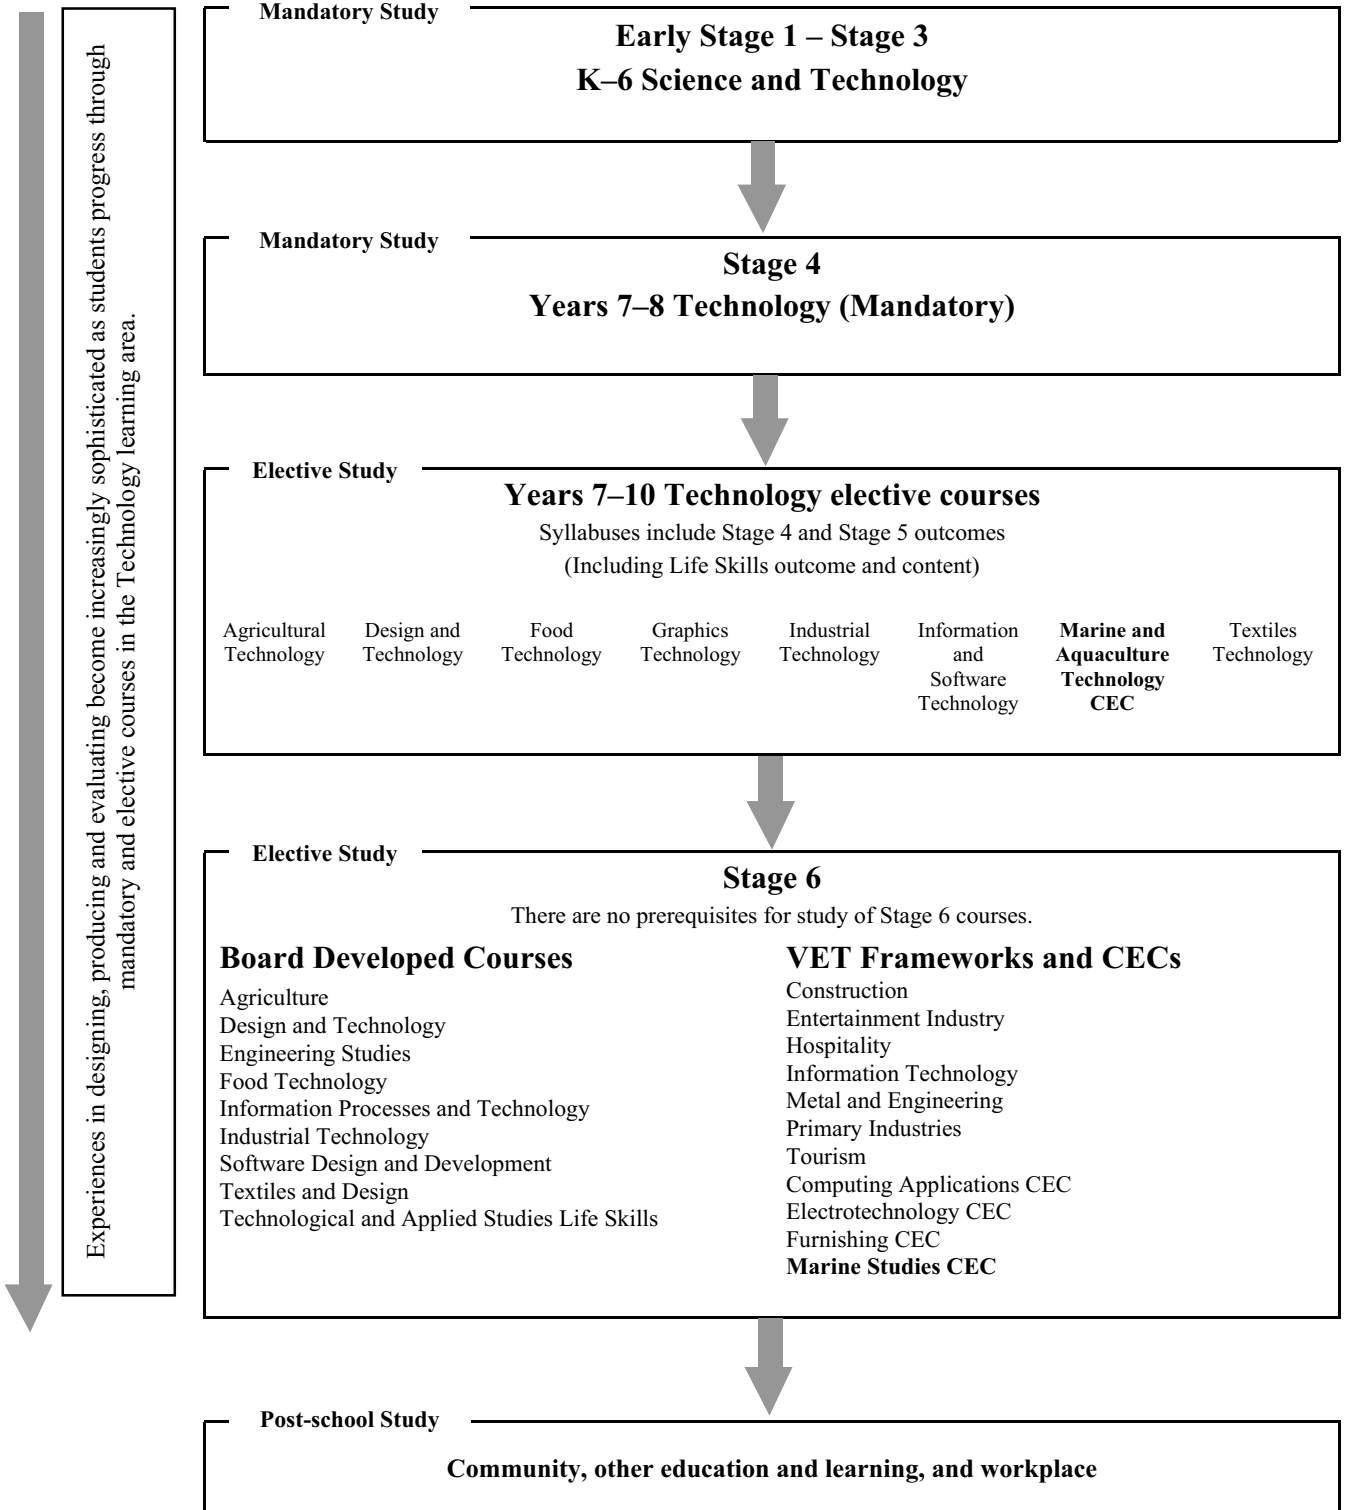 Experiences in designing, producing and evaluating become increasingly sophisticated as students progress through
mandatory and elective courses in the Technology learning area.
Mandatory Study
Early Stage 1 – Stage 3
K–6 Science and Technology
Mandatory Study
Stage 4
Years 7–8 Technology (Mandatory)
Elective Study
Years 7–10 Technology elective courses
Syllabuses include Stage 4 and Stage 5 outcomes
(Including Life Skills outcome and content)
Agricultural
Technology
Design and
Technology
Food
Technology
Graphics
Technology
Industrial
Technology
Information
and
Software
Technology
Marine and
Aquaculture
Technology
CEC
Textiles
Technology
Elective Study
Stage 6
There are no prerequisites for study of Stage 6 courses.
Board Developed Courses
Agriculture
Design and Technology
Engineering Studies
Food Technology
Information Processes and Technology
Industrial Technology
Software Design and Development
Textiles and Design
Technological and Applied Studies Life Skills
VET Frameworks and CECs
Construction
Entertainment Industry
Hospitality
Information Technology
Metal and Engineering
Primary Industries
Tourism
Computing Applications CEC
Electrotechnology CEC
Furnishing CEC
Marine Studies CEC
Post-school Study
Community, other education and learning, and workplace